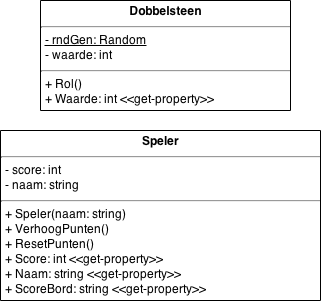 Dobbelsteen
- rndGen: Random
- waarde: int
+ Rol()
+ Waarde: int <<get-property>>
Speler
- score: int
- naam: string
+ Speler(naam: string)
+ VerhoogPunten()
+ ResetPunten()
+ Score: int <<get-property>>
+ Naam: string <<get-property>>
+ ScoreBord: string <<get-property>>